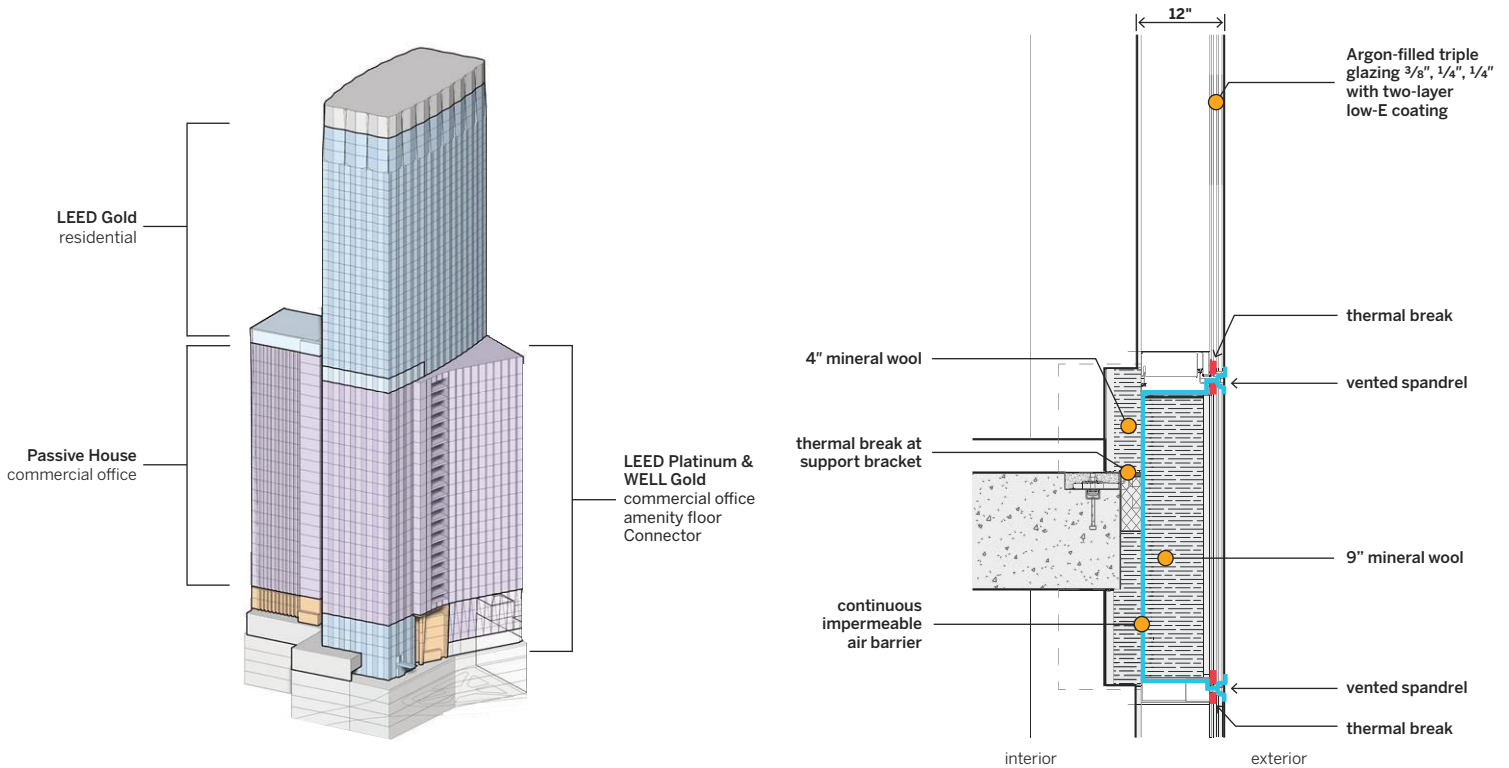 LEED Gold
residential
Passive House
commercial office
LEED Platinum &
WELL Gold
commercial office
amenity floor
Connector
12"
Argon-filled triple
glazing ³⁄₈", ¹⁄₄", ¹⁄₄"
with two-layer
low-E coating
thermal break
4" mineral wool
vented spandrel
thermal break at
support bracket
9" mineral wool
continuous
impermeable
air barrier
vented spandrel
thermal break
interior
exterior